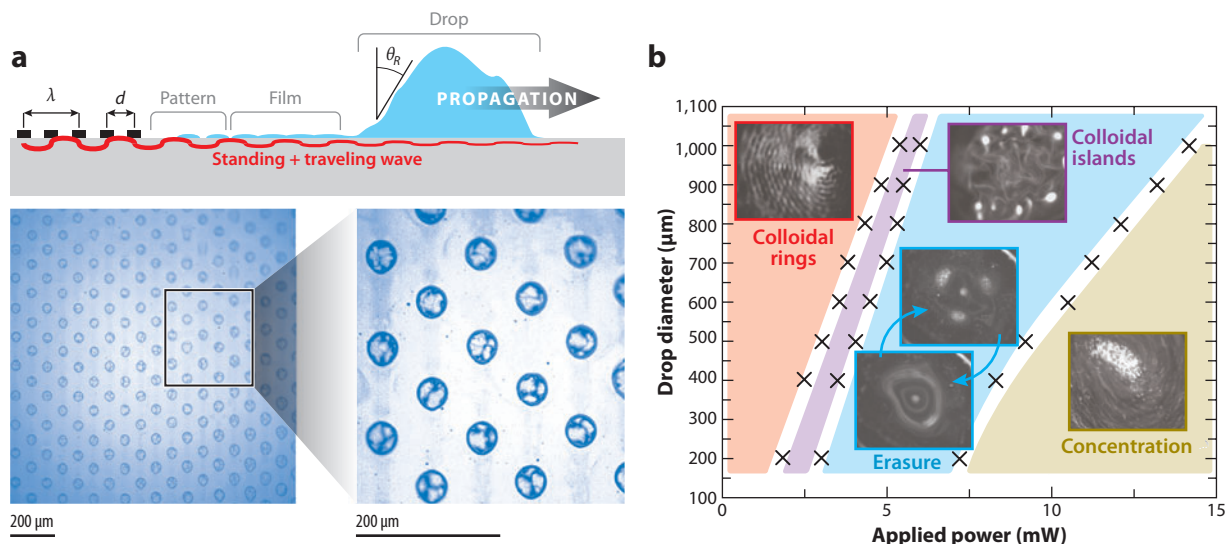 a
Drop
θR
λ
d
Pattern
Film
PROPAGATION
Standing + traveling wave
200 μm
200 μm
b
Drop diameter (μm)
1,100
1,000
900
800
700
600
500
400
300
200
100
0
5
10
15
Applied power (mW)
Colloidal
rings
Colloidal
islands
Erasure
Concentration